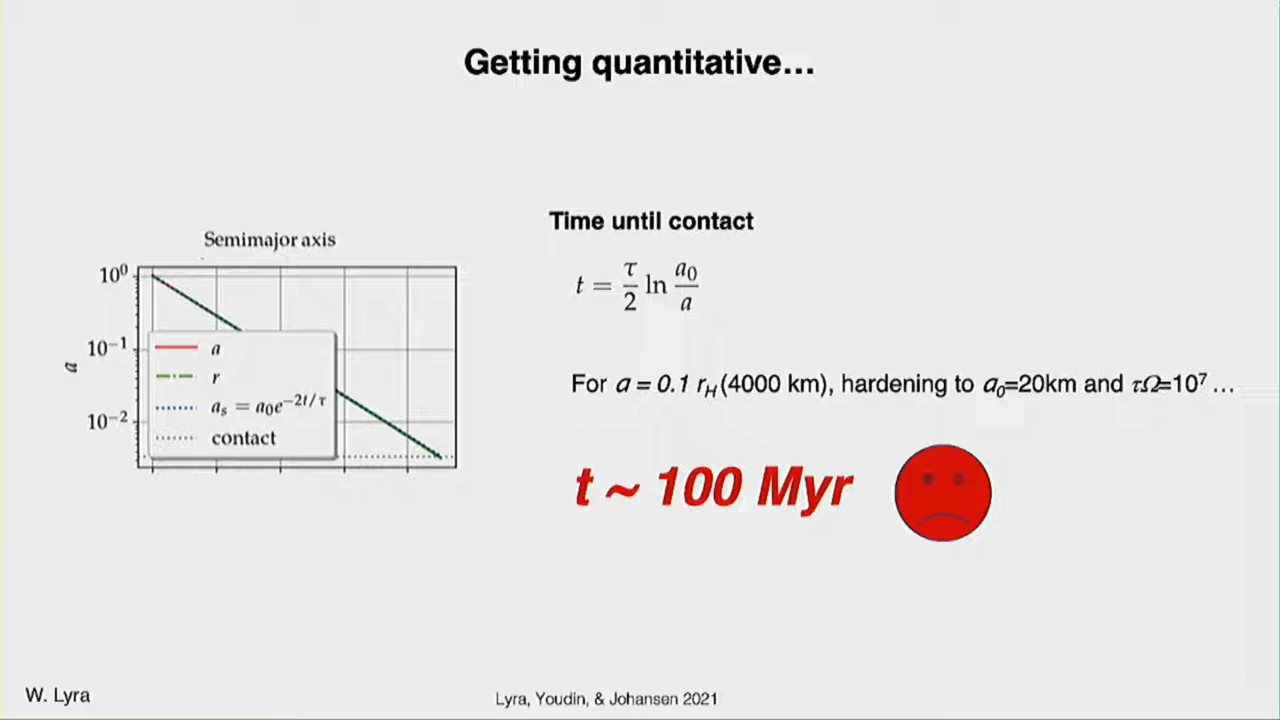 Getting quantitative…
Time until contact
Semimajor axis
t = τ/2 ln a₀/a
10⁰
10⁻¹
10⁻²
a
a
r
aₛ = a₀e^{−2t/τ}
contact
For a = 0.1 r_H (4000 km), hardening to a₀=20km and τΩ=10⁷ …
t ~ 100 Myr
W. Lyra
Lyra, Youdin, & Johansen 2021